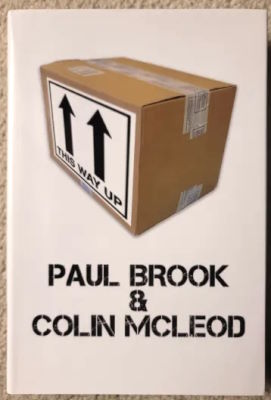 THIS WAY UP
PAUL BROOK
&
COLIN MCLEOD